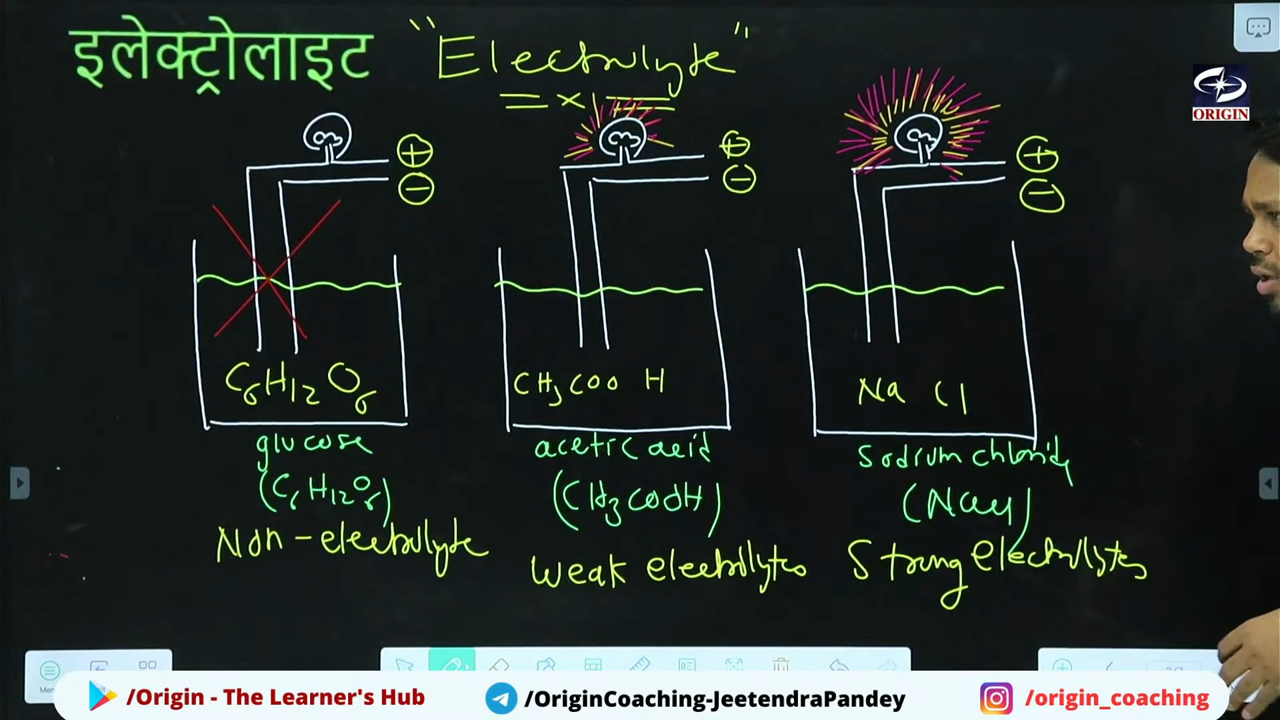 इलेक्ट्रोलाइट "Electrolyte"
ORIGIN
+ + +
− − −
C6H12O6
CH3COO H
Na Cl
glucose
(C6H12O6)
Non-electrolyte
acetic acid
(CH3COOH)
weak electrolytes
Sodium chloride
(NaCl)
Strong electrolytes
/Origin - The Learner's Hub
/OriginCoaching-JeetendraPandey
/origin_coaching